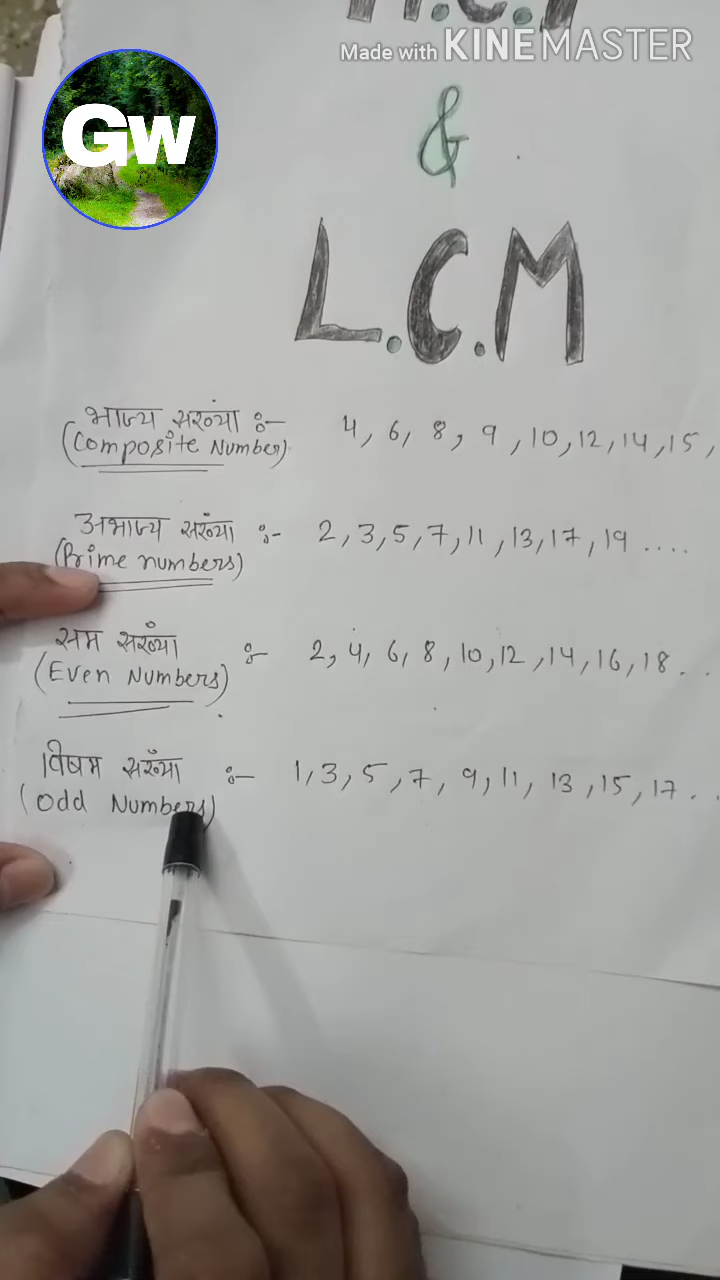 H.C.F
Made with KINEMASTER
GW
&
L.C.M
भाज्य संख्या :- 4, 6, 8, 9, 10, 12, 14, 15,
(Composite Number)
अभाज्य संख्या :- 2, 3, 5, 7, 11, 13, 17, 19 ....
(Prime numbers)
सम संख्या :- 2, 4, 6, 8, 10, 12, 14, 16, 18 . .
(Even Numbers)
विषम संख्या :- 1, 3, 5, 7, 9, 11, 13, 15, 17 . .
(odd Numbers)